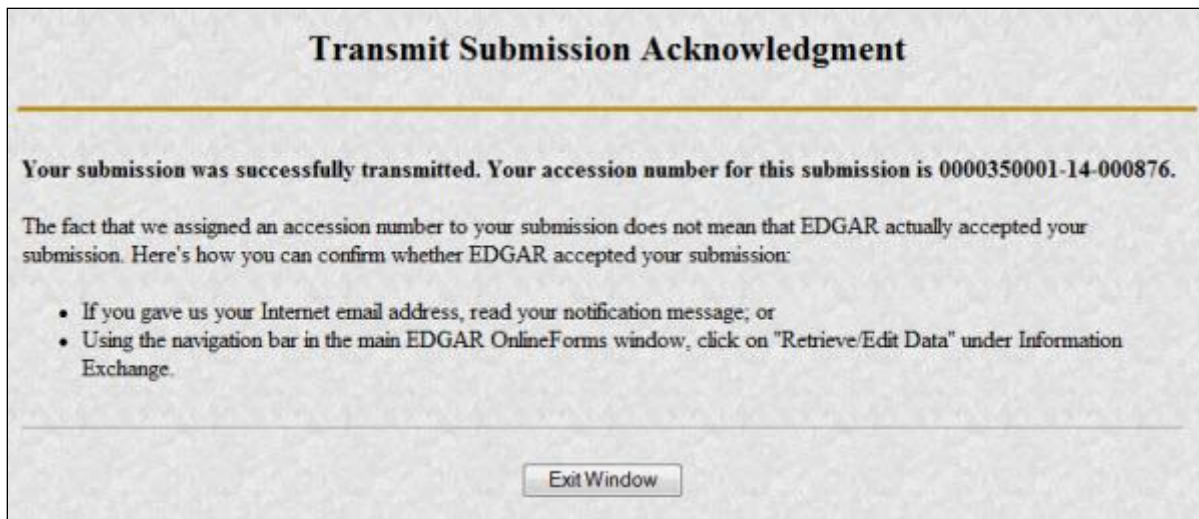 Transmit Submission Acknowledgment
Your submission was successfully transmitted. Your accession number for this submission is 0000350001-14-000876.
The fact that we assigned an accession number to your submission does not mean that EDGAR actually accepted your
submission. Here's how you can confirm whether EDGAR accepted your submission:
• If you gave us your Internet email address, read your notification message; or
• Using the navigation bar in the main EDGAR OnlineForms window, click on "Retrieve/Edit Data" under Information
Exchange.
Exit Window